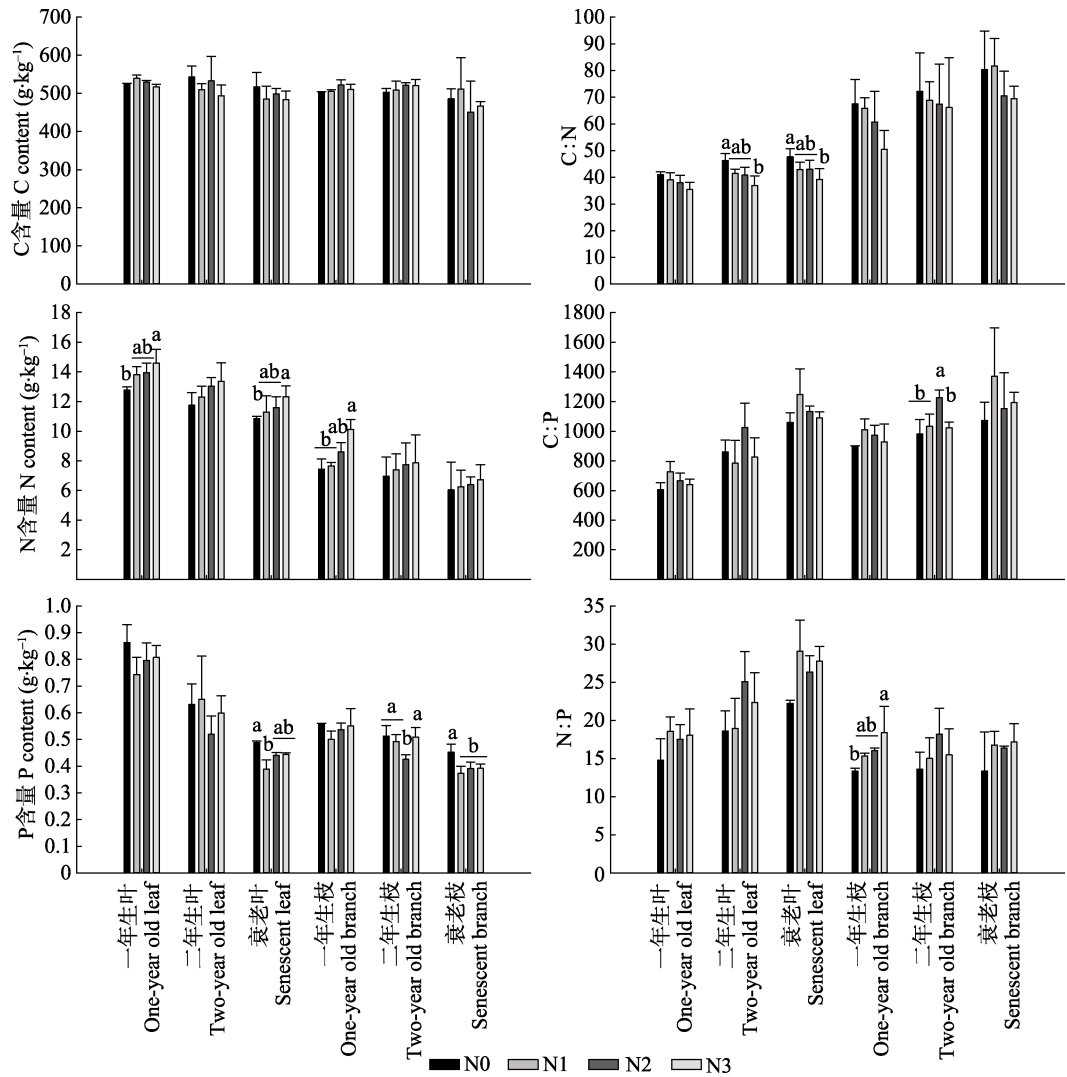 C含量 C content (g·kg⁻¹)
700
600
500
400
300
200
100
0
C:N
100
90
80
70
60
50
40
30
20
10
0
a
ab
b
a
ab
b
N含量 N content (g·kg⁻¹)
18
16
14
12
10
8
6
4
2
b
ab
a
b
ab
a
b
ab
a
C:P
1800
1600
1400
1200
1000
800
600
400
200
b
a
b
P含量 P content (g·kg⁻¹)
1.0
0.9
0.8
0.7
0.6
0.5
0.4
0.3
0.2
0.1
0
a
b
ab
a
b
a
a
b
N:P
35
30
25
20
15
10
5
0
b
ab
a
一年生叶
One-year old leaf
二年生叶
Two-year old leaf
衰老叶
Senescent leaf
一年生枝
One-year old branch
二年生枝
Two-year old branch
衰老枝
Senescent branch
一年生叶
One-year old leaf
二年生叶
Two-year old leaf
衰老叶
Senescent leaf
一年生枝
One-year old branch
二年生枝
Two-year old branch
衰老枝
Senescent branch
N0 N1 N2 N3